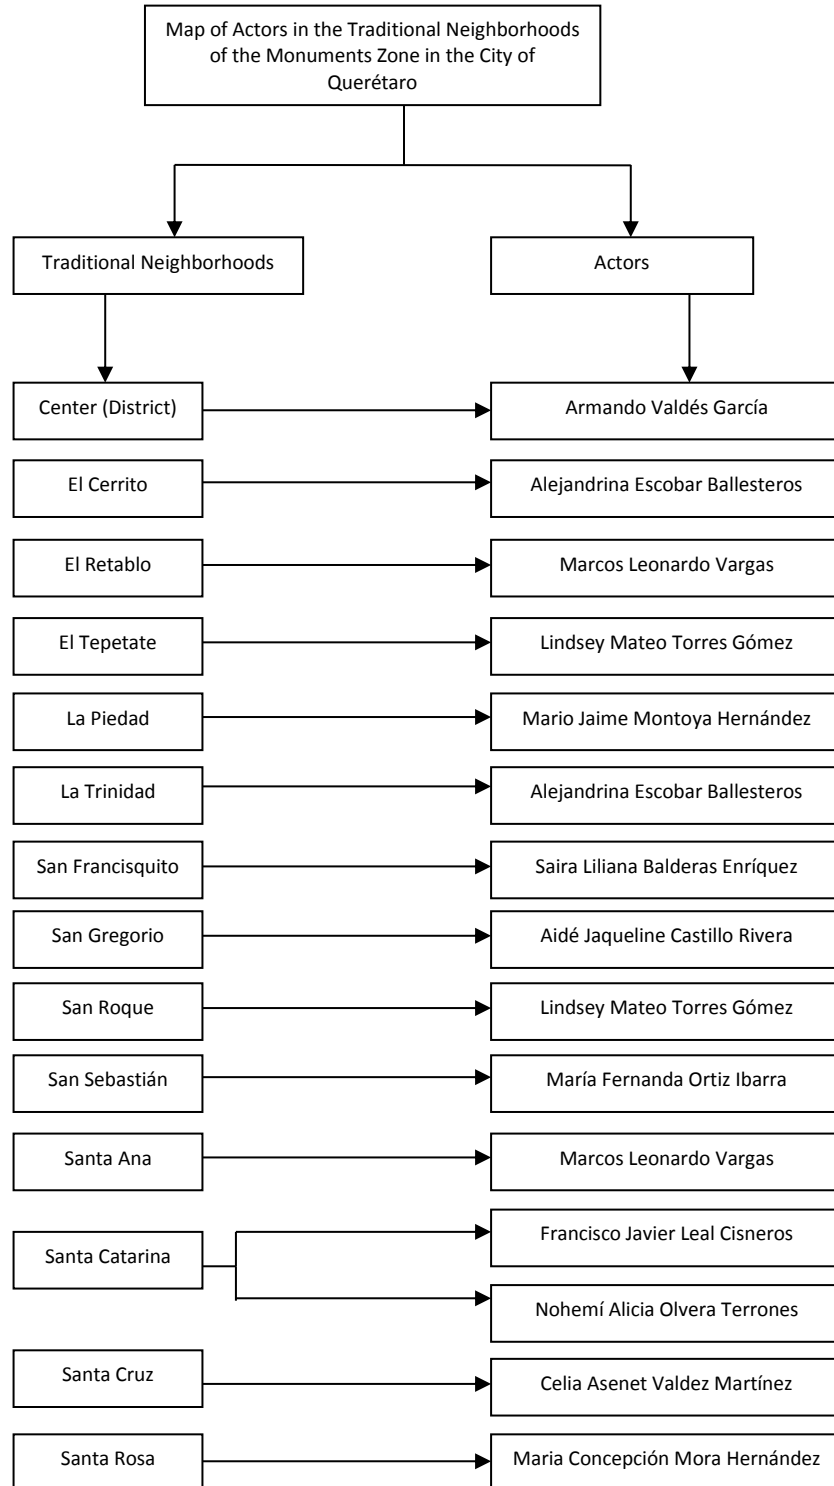 Map of Actors in the Traditional Neighborhoods
of the Monuments Zone in the City of
Querétaro
Traditional Neighborhoods
Actors
Center (District)
Armando Valdés García
El Cerrito
Alejandrina Escobar Ballesteros
El Retablo
Marcos Leonardo Vargas
El Tepetate
Lindsey Mateo Torres Gómez
La Piedad
Mario Jaime Montoya Hernández
La Trinidad
Alejandrina Escobar Ballesteros
San Francisquito
Saira Liliana Balderas Enríquez
San Gregorio
Aidé Jaqueline Castillo Rivera
San Roque
Lindsey Mateo Torres Gómez
San Sebastián
María Fernanda Ortiz Ibarra
Santa Ana
Marcos Leonardo Vargas
Santa Catarina
Francisco Javier Leal Cisneros
Nohemí Alicia Olvera Terrones
Santa Cruz
Celia Asenet Valdez Martínez
Santa Rosa
Maria Concepción Mora Hernández